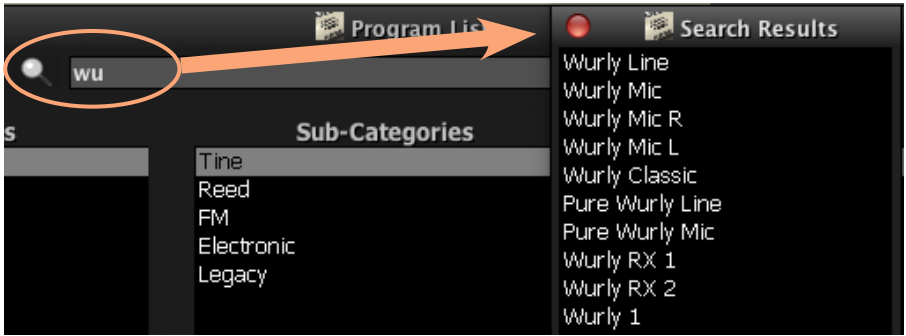 Program Lis
wu
s
Sub-Categories
Tine
Reed
FM
Electronic
Legacy
Search Results
Wurly Line
Wurly Mic
Wurly Mic R
Wurly Mic L
Wurly Classic
Pure Wurly Line
Pure Wurly Mic
Wurly RX 1
Wurly RX 2
Wurly 1